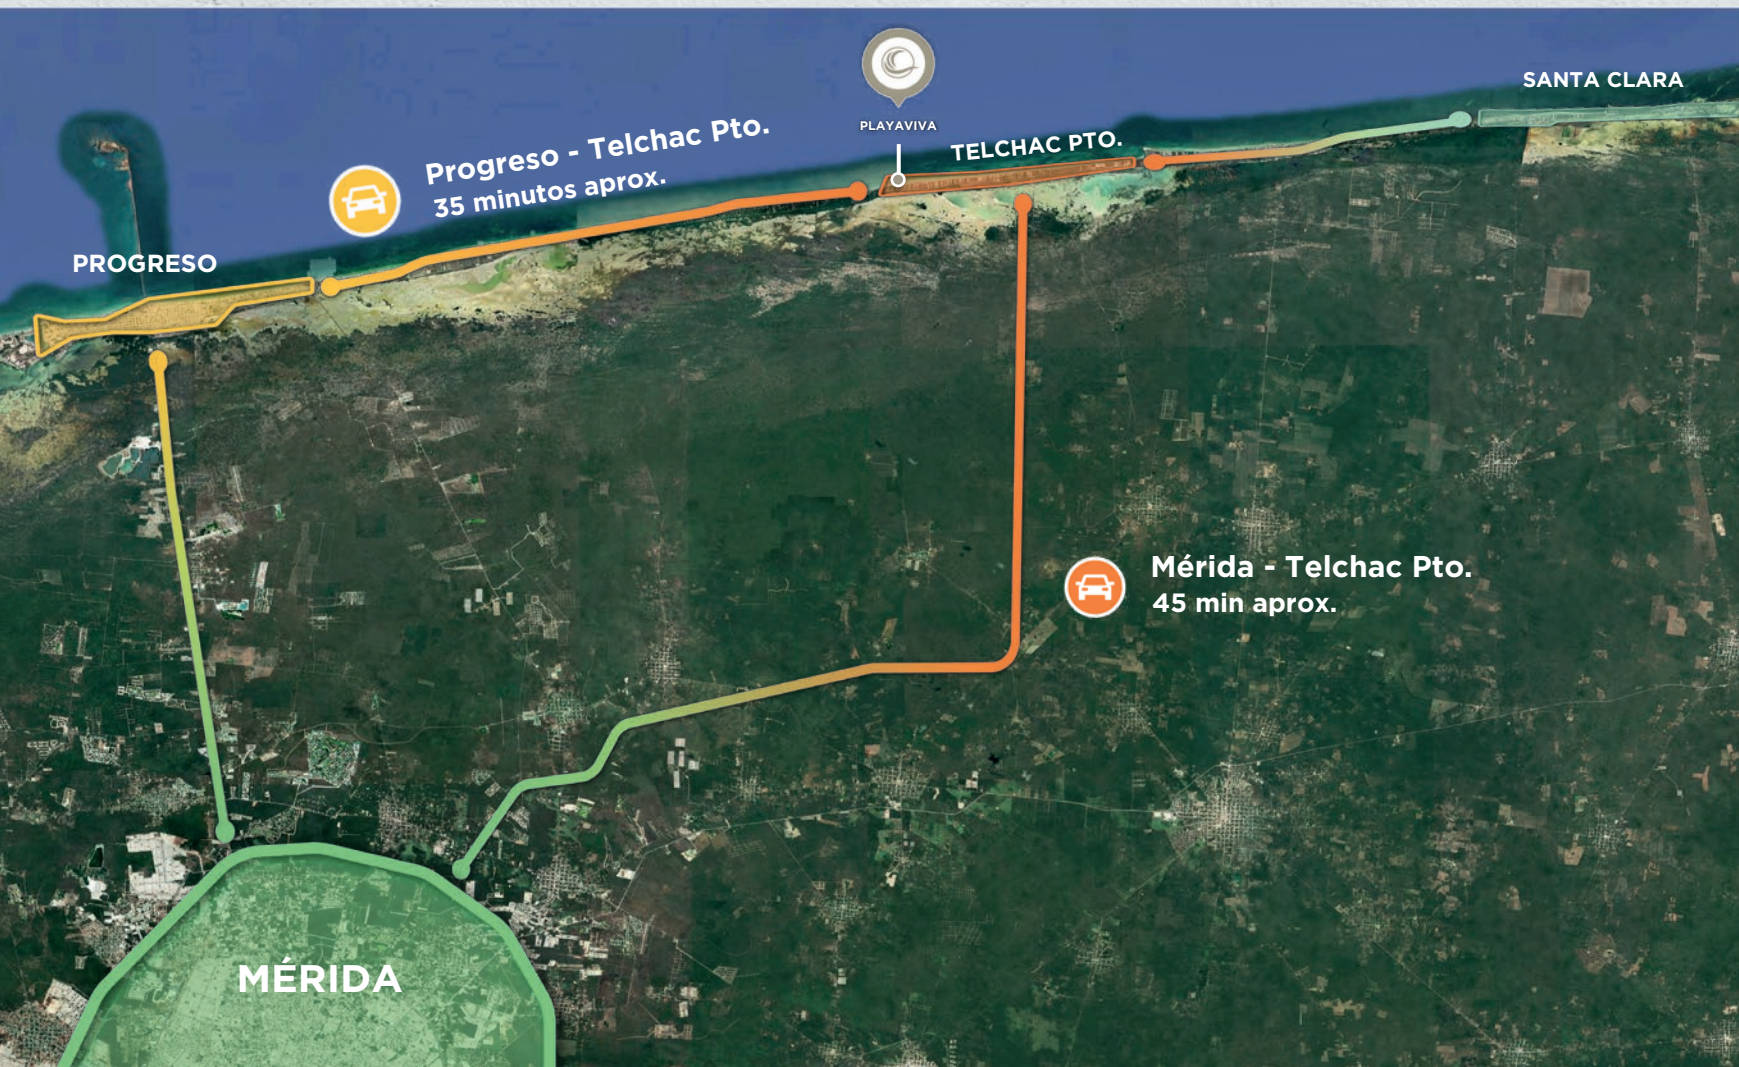 SANTA CLARA
PLAYAVIVA
TELCHAC PTO.
Progreso - Telchac Pto.
35 minutos aprox.
PROGRESO
Mérida - Telchac Pto.
45 min aprox.
MÉRIDA